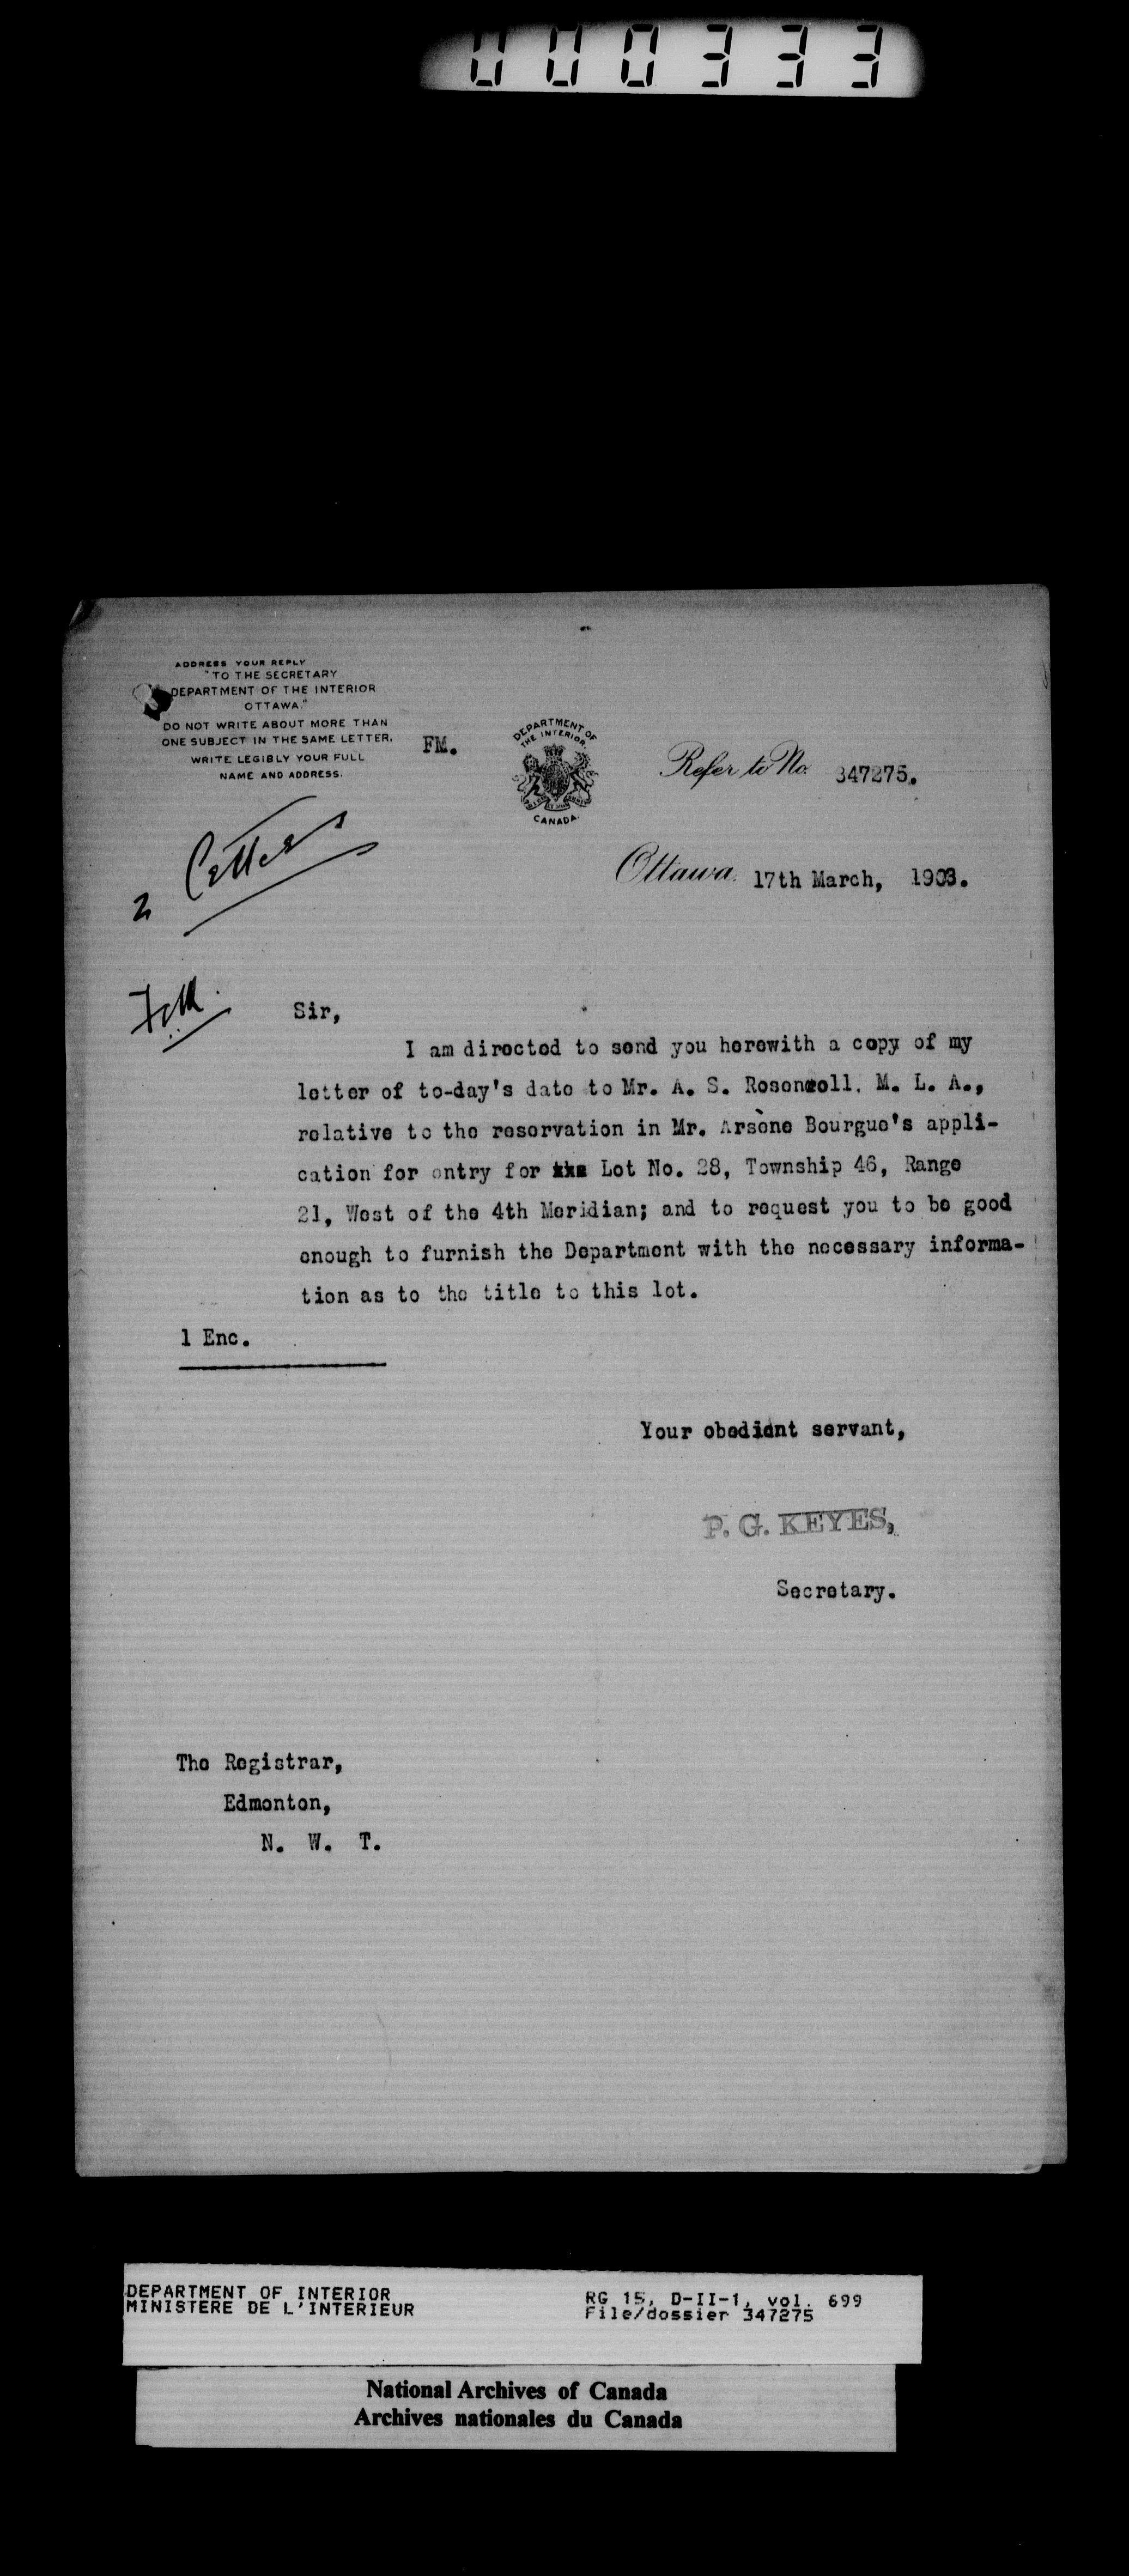 000333
ADDRESS YOUR REPLY
"TO THE SECRETARY
DEPARTMENT OF THE INTERIOR
OTTAWA."
DO NOT WRITE ABOUT MORE THAN
ONE SUBJECT IN THE SAME LETTER.
WRITE LEGIBLY YOUR FULL
NAME AND ADDRESS.
FM.
DEPARTMENT OF
THE INTERIOR.
CANADA.
Refer to No. 347275.
Ottawa. 17th March, 1903.
2
Sir,
I am directed to send you herewith a copy of my
letter of to-day's date to Mr. A. S. Rosenroll, M. L. A.,
relative to the reservation in Mr. Arsène Bourgue's appli-
cation for entry for Lot No. 28, Township 46, Range
21, West of the 4th Meridian; and to request you to be good
enough to furnish the Department with the necessary informa-
tion as to the title to this lot.
1 Enc.
Your obedient servant,
P. G. KEYES,
Secretary.
The Registrar,
Edmonton,
N. W. T.
DEPARTMENT OF INTERIOR
MINISTERE DE L'INTERIEUR
RG 15, D-II-1, vol. 699
File/dossier 347275
National Archives of Canada
Archives nationales du Canada